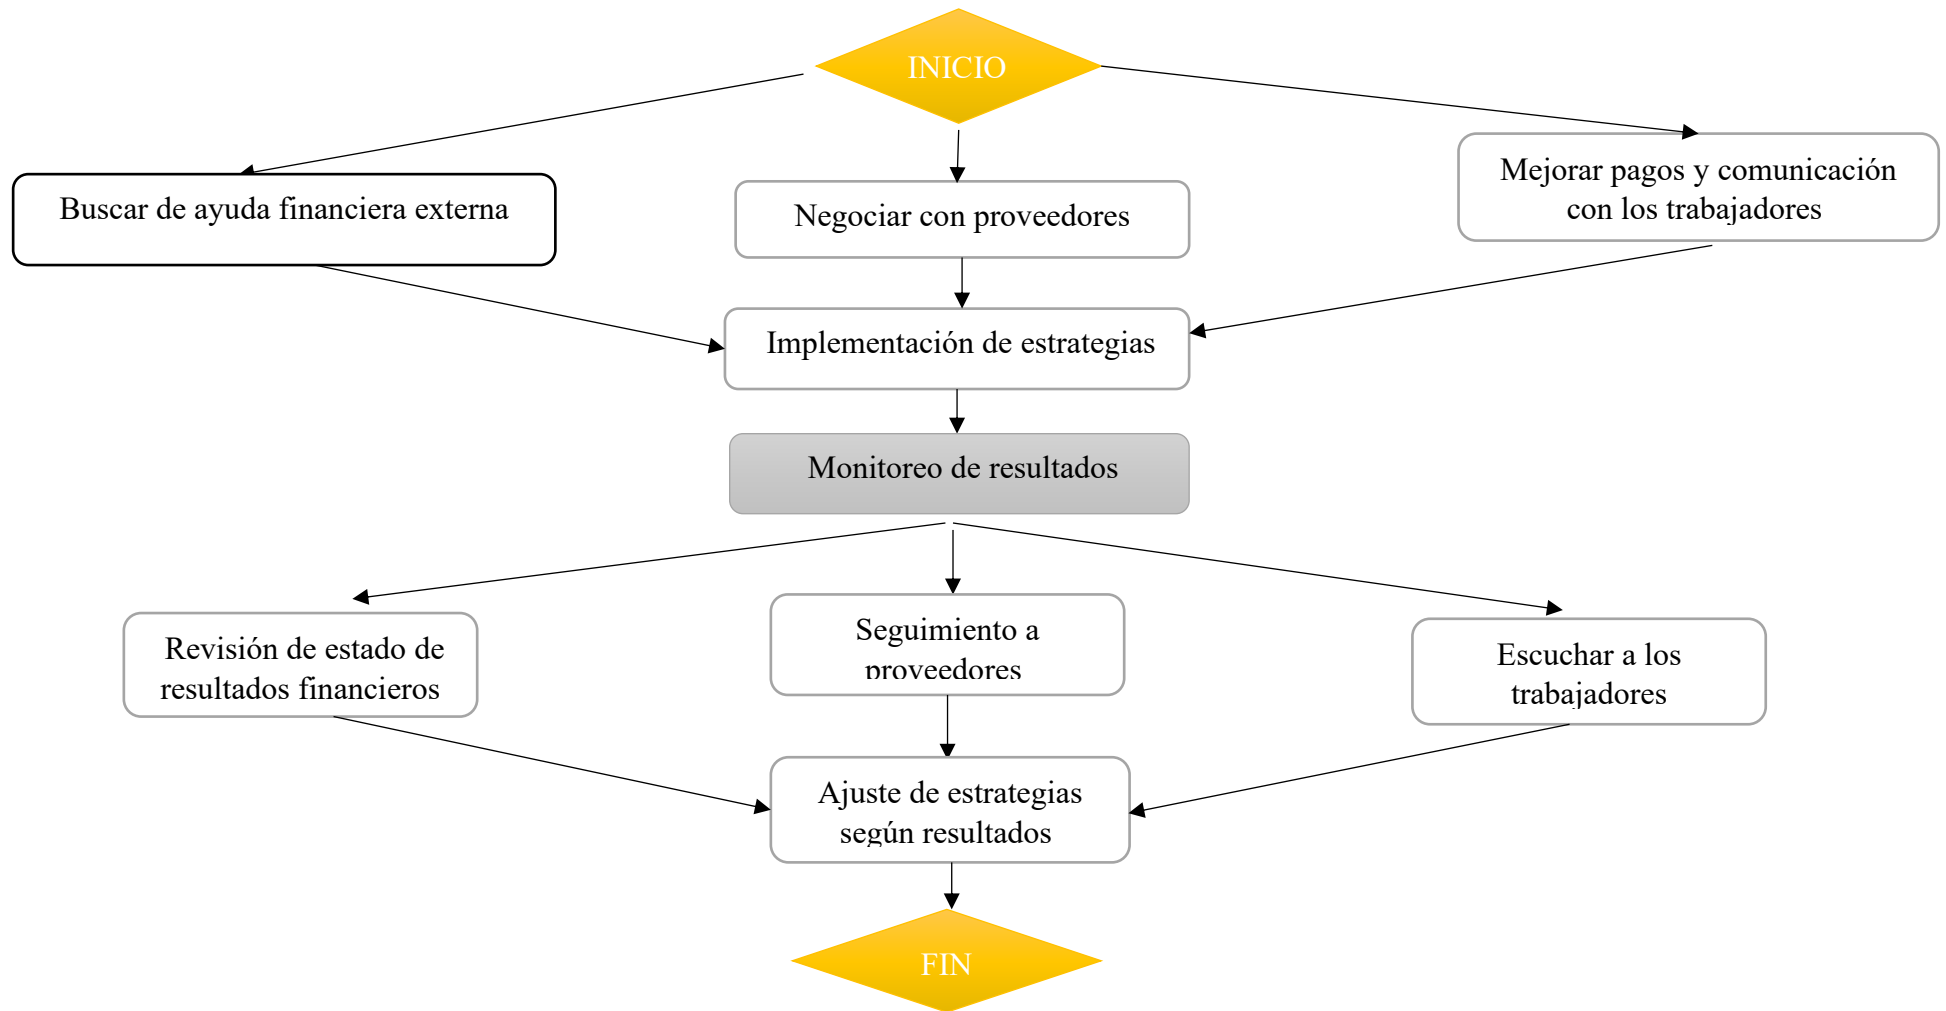 INICIO
Buscar de ayuda financiera externa
Negociar con proveedores
Mejorar pagos y comunicación
con los trabajadores
Implementación de estrategias
Monitoreo de resultados
Revisión de estado de
resultados financieros
Seguimiento a
proveedores
Escuchar a los
trabajadores
Ajuste de estrategias
según resultados
FIN